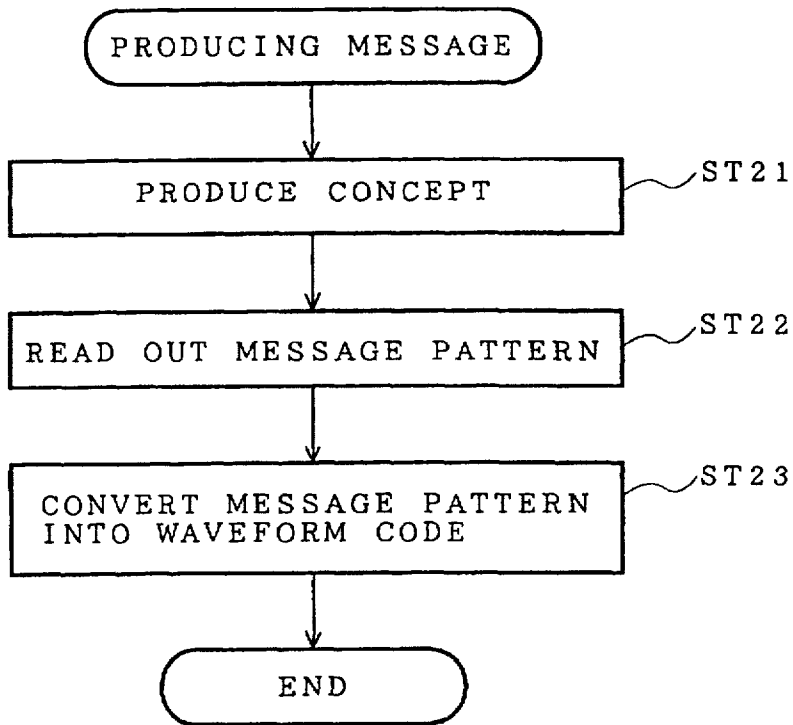 PRODUCING MESSAGE
PRODUCE CONCEPT
ST21
READ OUT MESSAGE PATTERN
ST22
CONVERT MESSAGE PATTERN
INTO WAVEFORM CODE
ST23
END